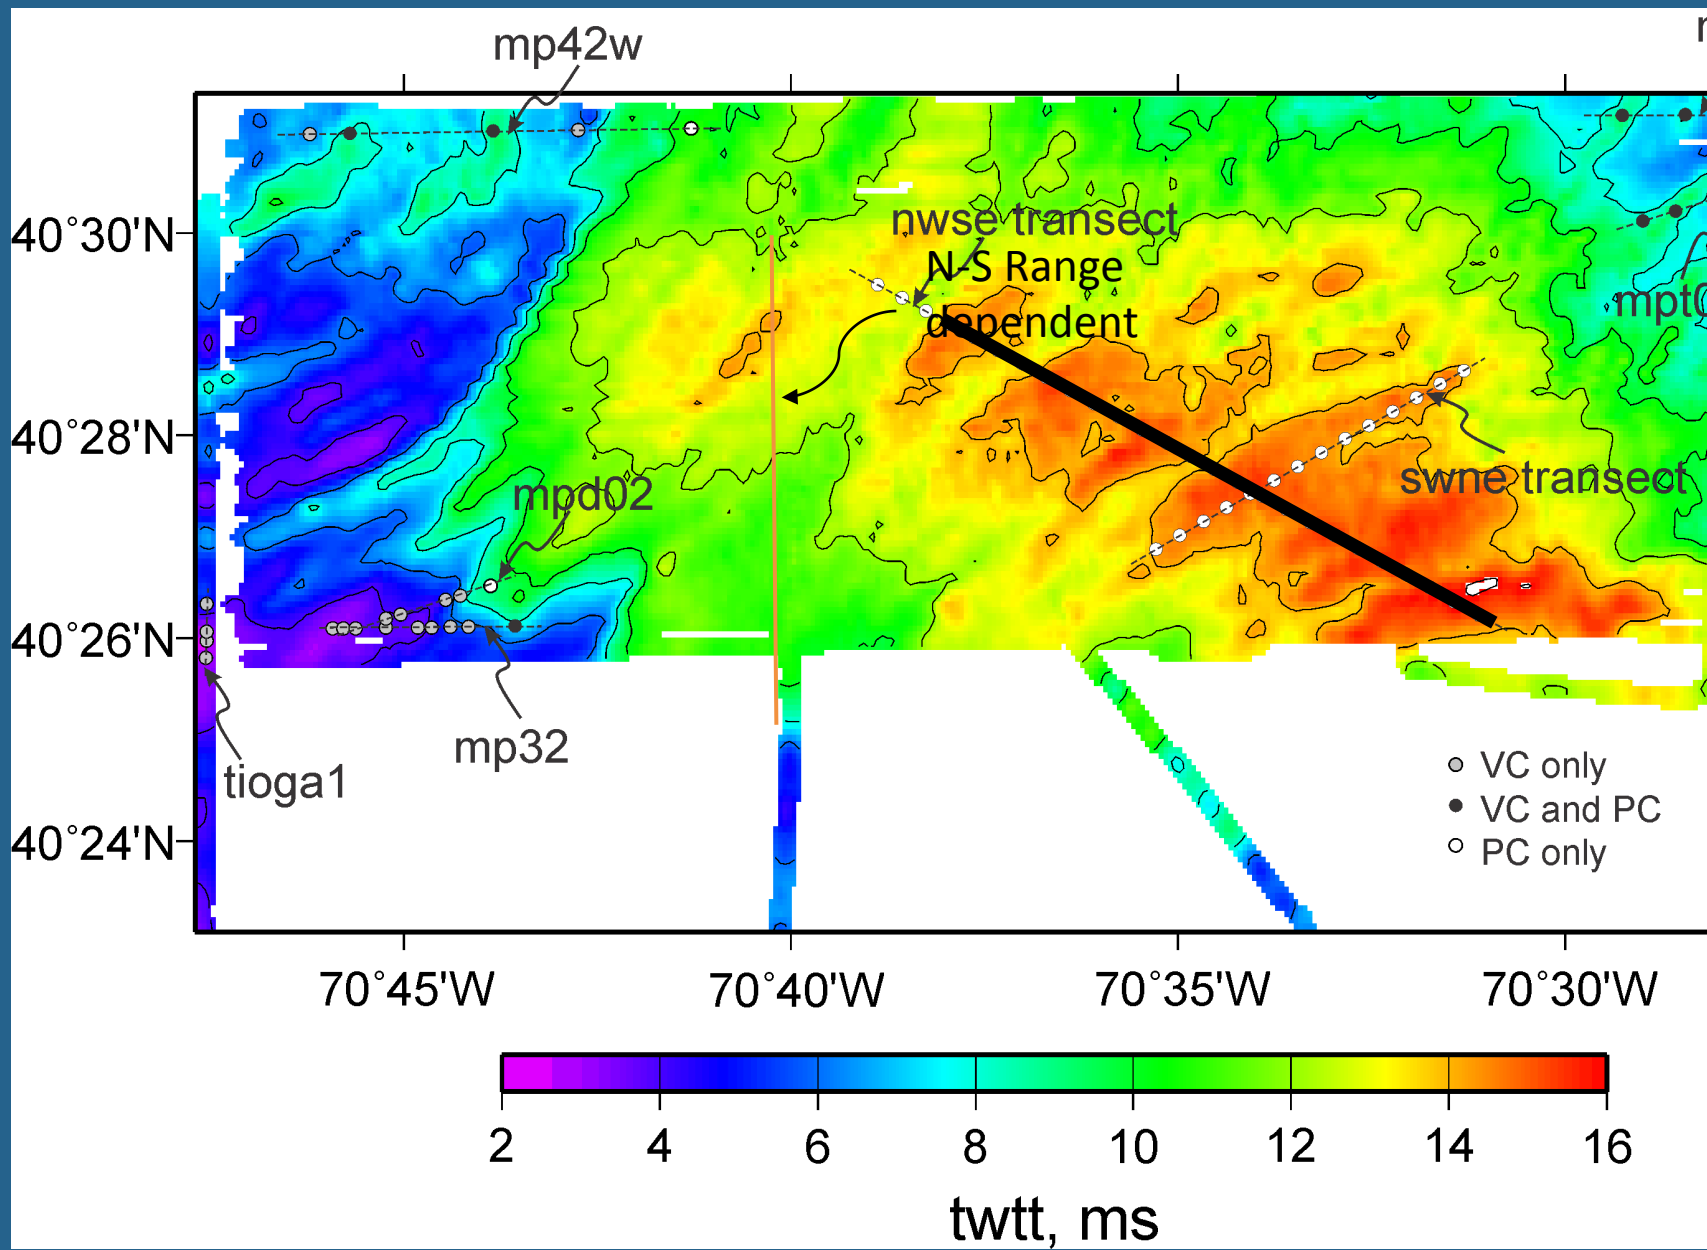 mp42w
40°30'N
nwse transect
N-S Range
dependent
mpt0
40°28'N
swne transect
mpd02
40°26'N
mp32
tioga1
VC only
VC and PC
PC only
40°24'N
70°45'W
70°40'W
70°35'W
70°30'W
2
4
6
8
10
12
14
16
twtt, ms